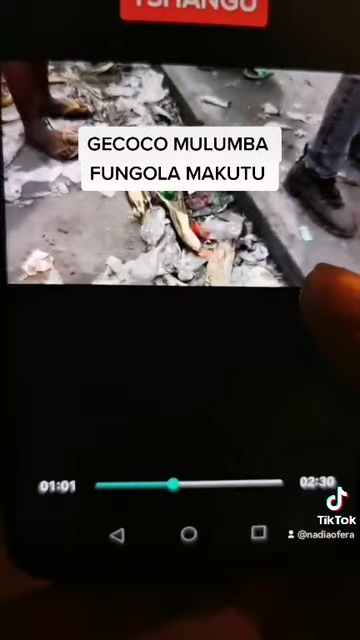 TSHANGU
GECOCO MULUMBA
FUNGOLA MAKUTU
01:01
02:30
TikTok
@nadiaofera